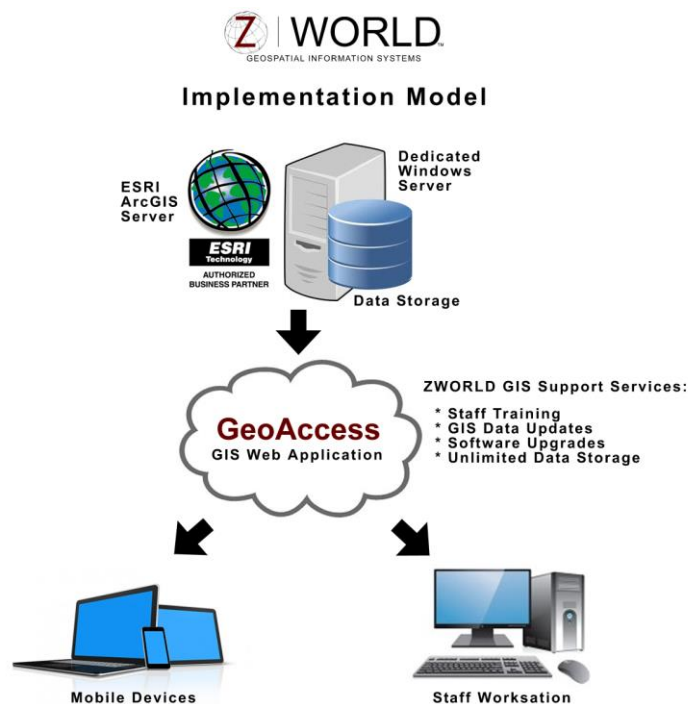 Z WORLD™
GEOSPATIAL INFORMATION SYSTEMS
Implementation Model
ESRI
ArcGIS
Server
ESRI
Technology
AUTHORIZED
BUSINESS PARTNER
Dedicated
Windows
Server
Data Storage
GeoAccess
GIS Web Application
ZWORLD GIS Support Services:
* Staff Training
* GIS Data Updates
* Software Upgrades
* Unlimited Data Storage
Mobile Devices
Staff Worksation